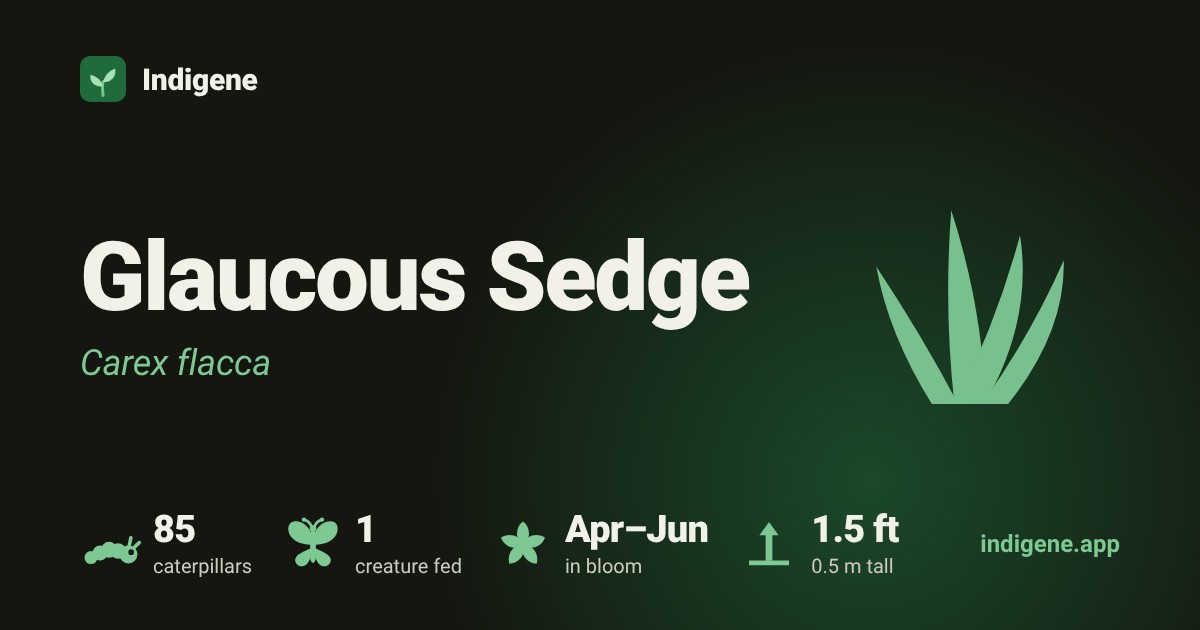 Indigene
Glaucous Sedge
Carex flacca
85
caterpillars
1
creature fed
Apr–Jun
in bloom
1.5 ft
0.5 m tall
indigene.app